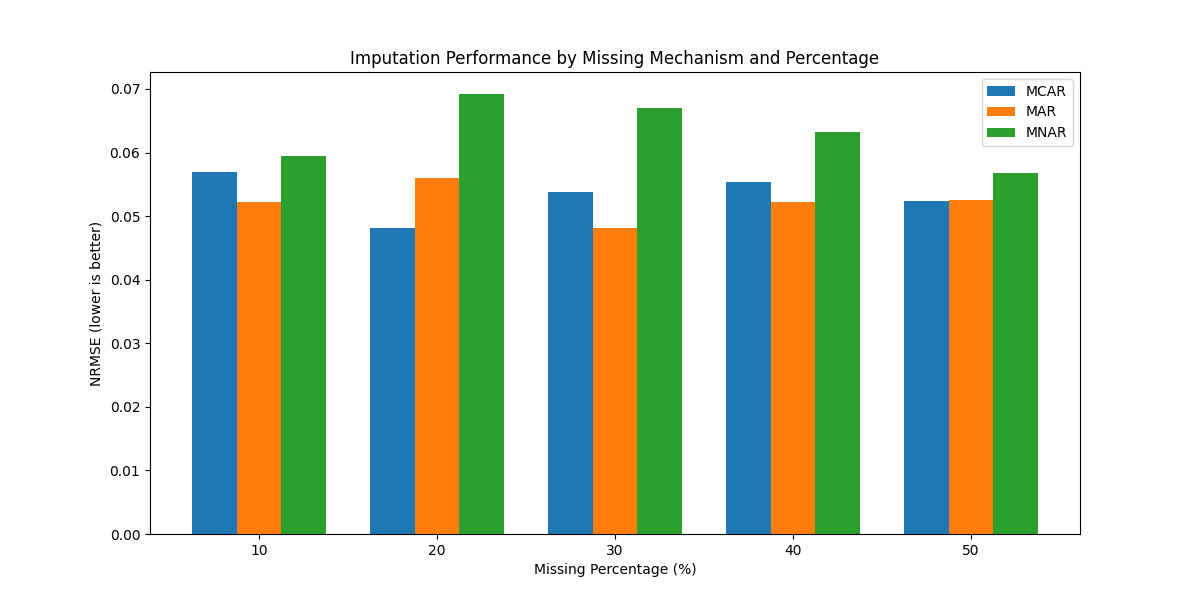 Imputation Performance by Missing Mechanism and Percentage
MCAR
MAR
MNAR
NRMSE (lower is better)
0.07
0.06
0.05
0.04
0.03
0.02
0.01
0.00
10 20 30 40 50
Missing Percentage (%)